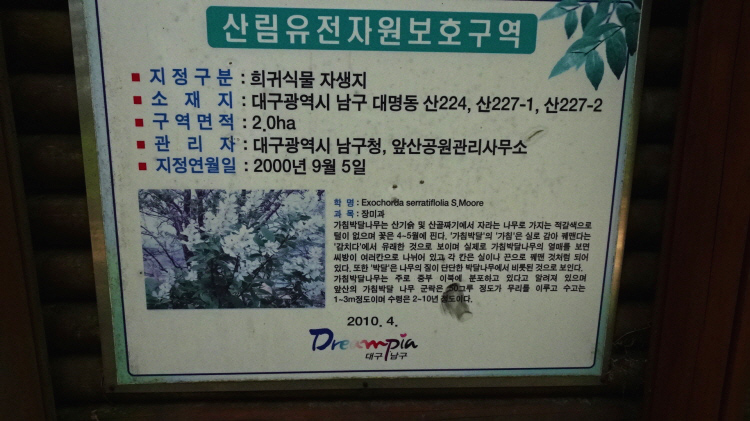 산림유전자원보호구역
■ 지정구분 : 희귀식물 자생지
■ 소 재 지 : 대구광역시 남구 대명동 산224, 산227-1, 산227-2
■ 구역면적 : 2.0ha
■ 관 리 자 : 대구광역시 남구청, 앞산공원관리사무소
■ 지정연월일 : 2000년 9월 5일
학 명 : Exochorda serratiflolia S.Moore
과 목 : 장미과
가침박달나무는 산기슭 및 산골짜기에서 자라는 나무로 가지는 적갈색으로
털이 없으며 꽃은 4~5월에 핀다. '가침박달'의 '가침'은 실로 감아 꿰맨다는
'감치다'에서 유래한 것으로 보이며 실제로 가침박달나무의 열매를 보면
씨방이 여러칸으로 나뉘어 있고 각 칸은 실이나 끈으로 꿰맨 것처럼 되어
있다. 또한 '박달'은 나무의 질이 단단한 박달나무에서 비롯된 것으로 보인다.
가침박달나무는 주로 중부 이북에 분포하고 있다고 알려져 있으며
앞산의 가침박달 나무 군락은 50그루 정도가 무리를 이루고 수고는
1~3m정도이며 수령은 2~10년 정도이다.
2010. 4.
Dreampia
대구 남구